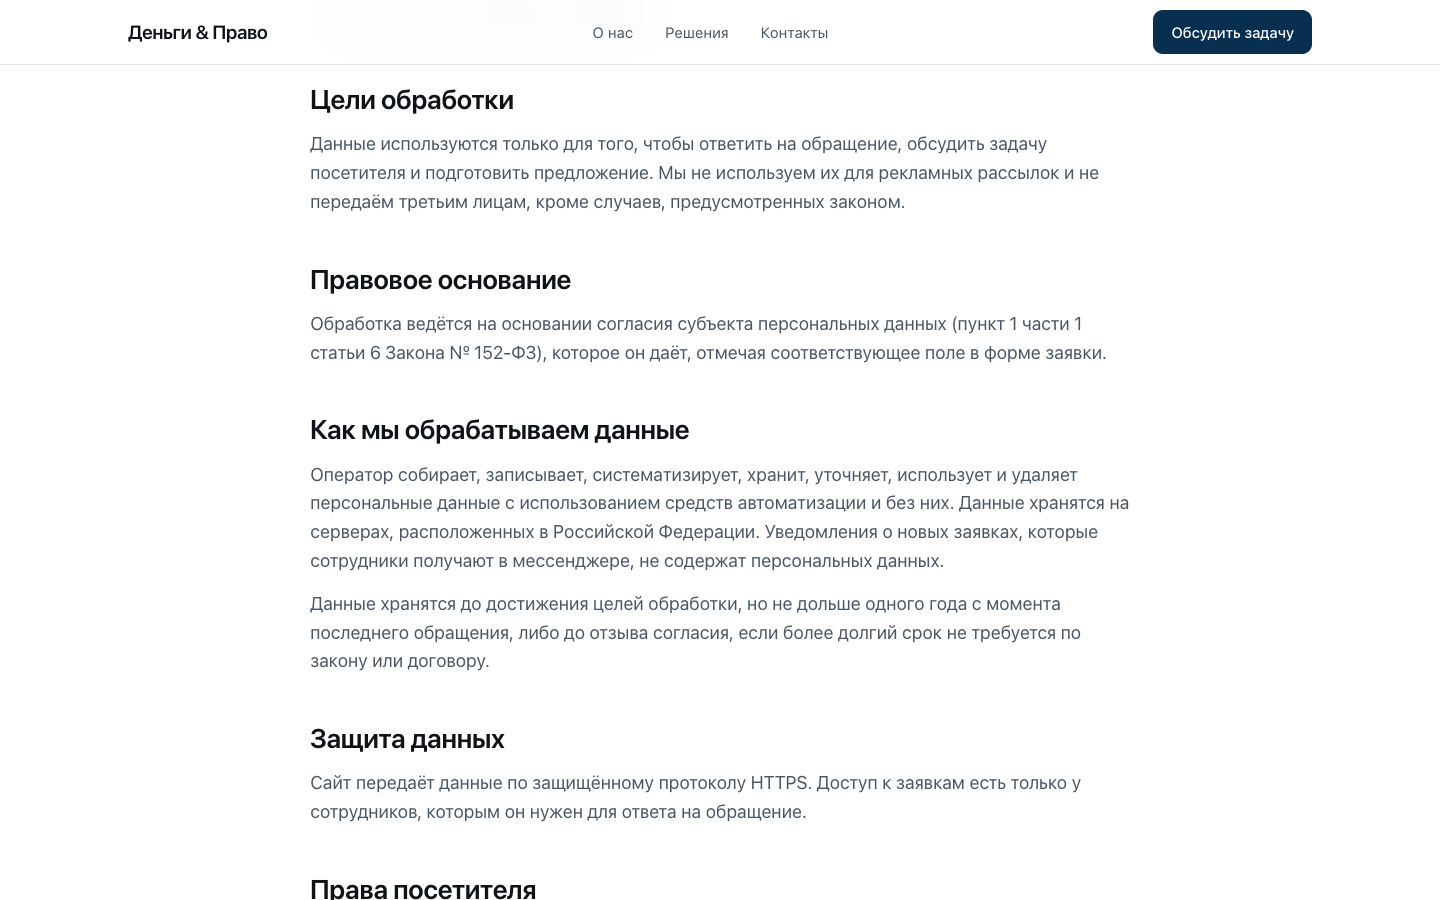 Деньги & Право
О нас
Решения
Контакты
Обсудить задачу
Цели обработки
Данные используются только для того, чтобы ответить на обращение, обсудить задачу
посетителя и подготовить предложение. Мы не используем их для рекламных рассылок и не
передаём третьим лицам, кроме случаев, предусмотренных законом.
Правовое основание
Обработка ведётся на основании согласия субъекта персональных данных (пункт 1 части 1
статьи 6 Закона № 152-ФЗ), которое он даёт, отмечая соответствующее поле в форме заявки.
Как мы обрабатываем данные
Оператор собирает, записывает, систематизирует, хранит, уточняет, использует и удаляет
персональные данные с использованием средств автоматизации и без них. Данные хранятся на
серверах, расположенных в Российской Федерации. Уведомления о новых заявках, которые
сотрудники получают в мессенджере, не содержат персональных данных.
Данные хранятся до достижения целей обработки, но не дольше одного года с момента
последнего обращения, либо до отзыва согласия, если более долгий срок не требуется по
закону или договору.
Защита данных
Сайт передаёт данные по защищённому протоколу HTTPS. Доступ к заявкам есть только у
сотрудников, которым он нужен для ответа на обращение.
Права посетителя